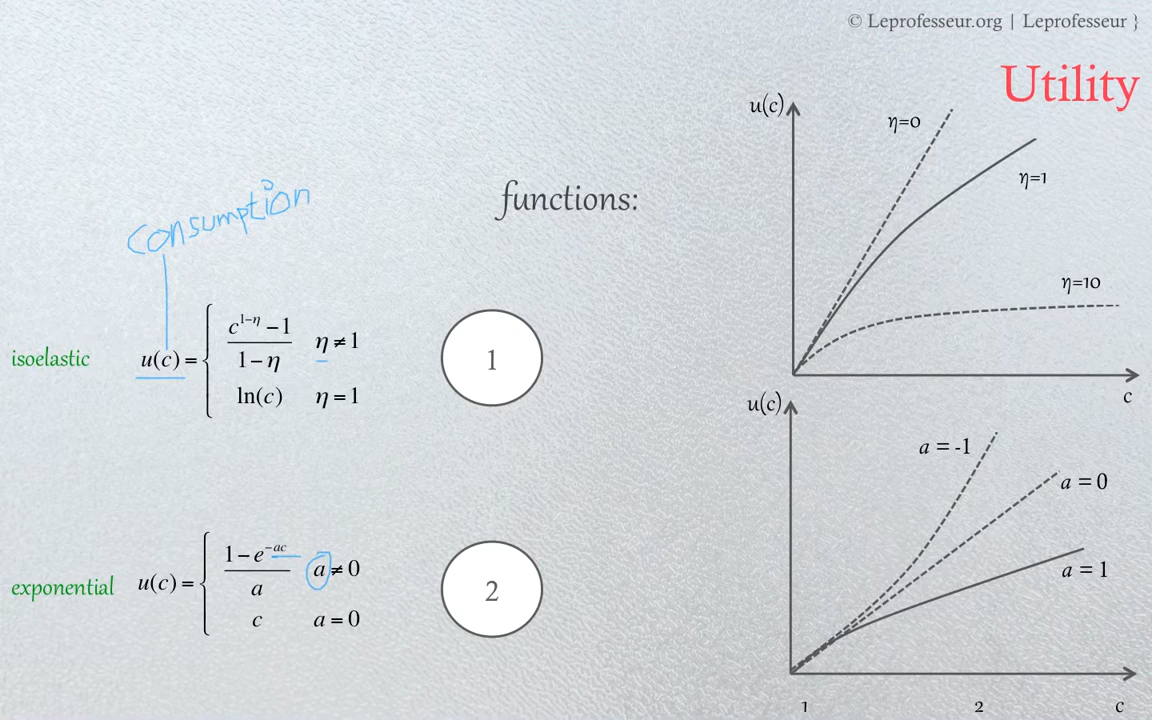 © Leprofesseur.org | Leprofesseur }
Utility
functions:
consumption
isoelastic
u(c) = { (c^{1−η} − 1) / (1 − η)   η ≠ 1
ln(c)   η = 1
1
exponential
u(c) = { (1 − e^{−ac}) / a   a ≠ 0
c   a = 0
2
u(c)
η=0
η=1
η=10
c
u(c)
a = -1
a = 0
a = 1
1 2 c